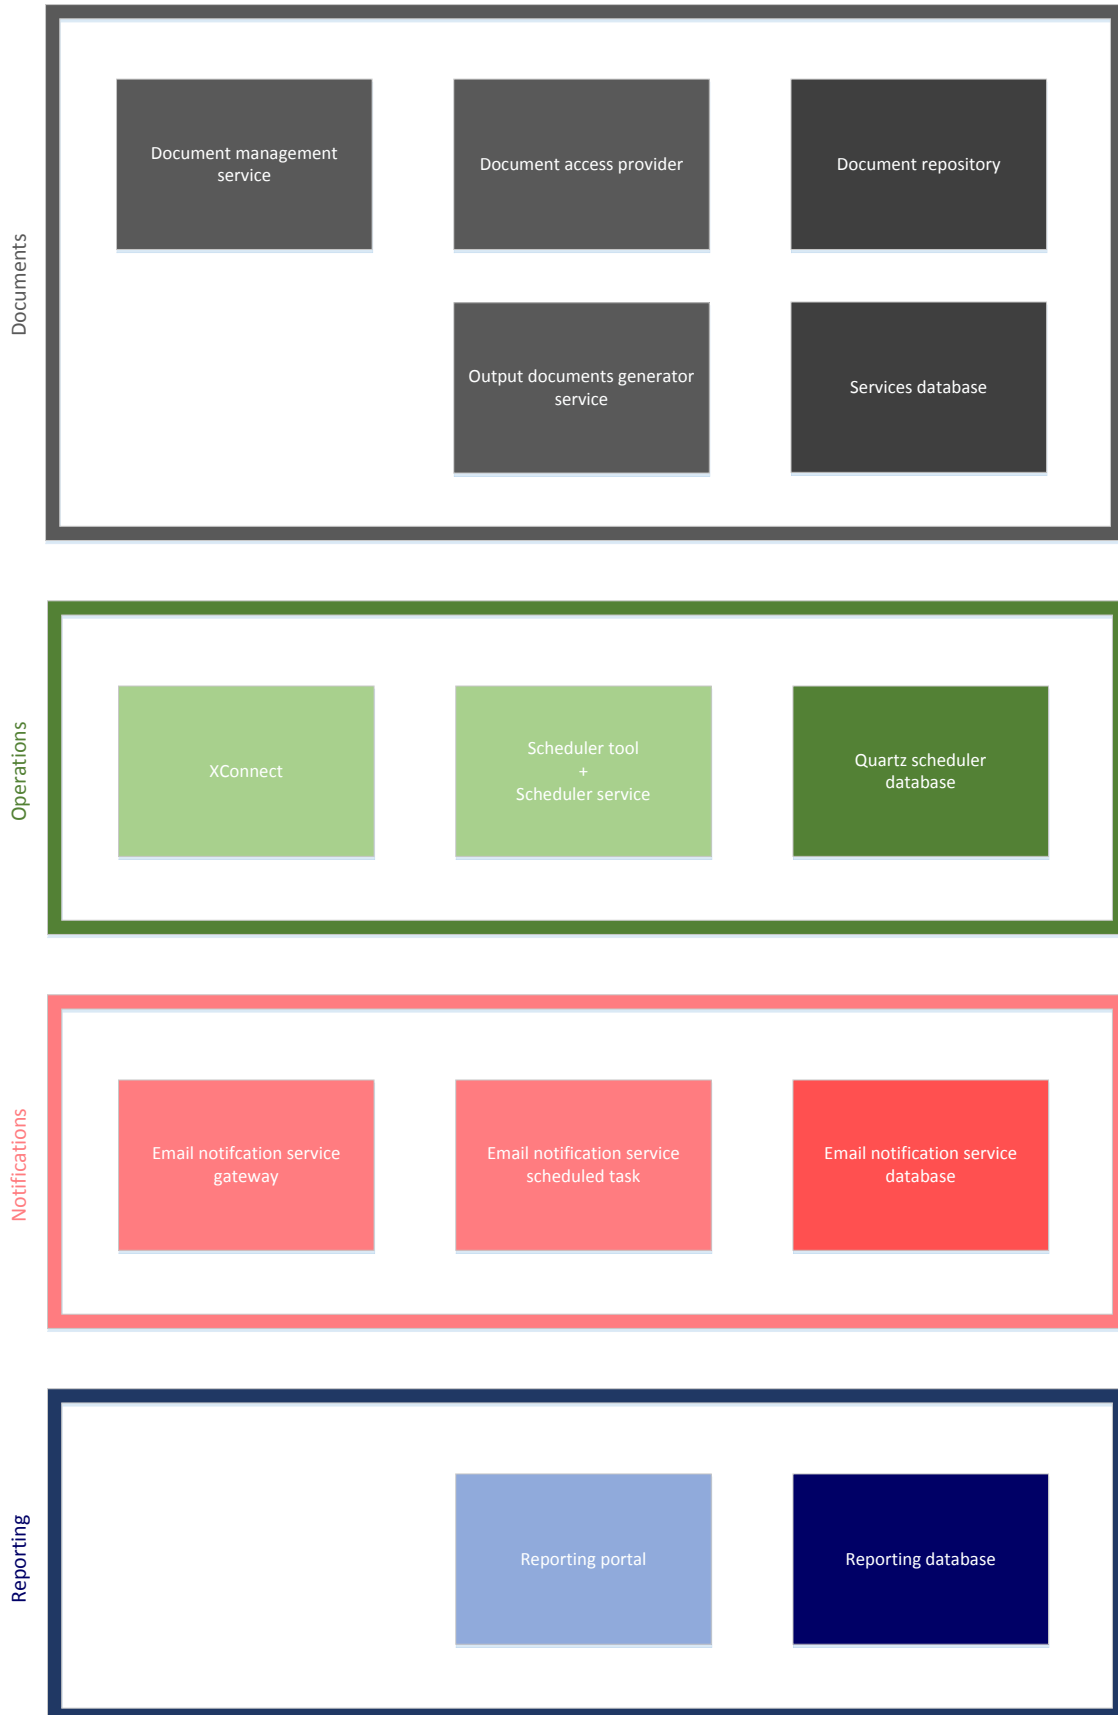 Documents
Document management
service
Document access provider
Document repository
Output documents generator
service
Services database
Operations
XConnect
Scheduler tool
+
Scheduler service
Quartz scheduler
database
Notifications
Email notifcation service
gateway
Email notification service
scheduled task
Email notification service
database
Reporting
Reporting portal
Reporting database